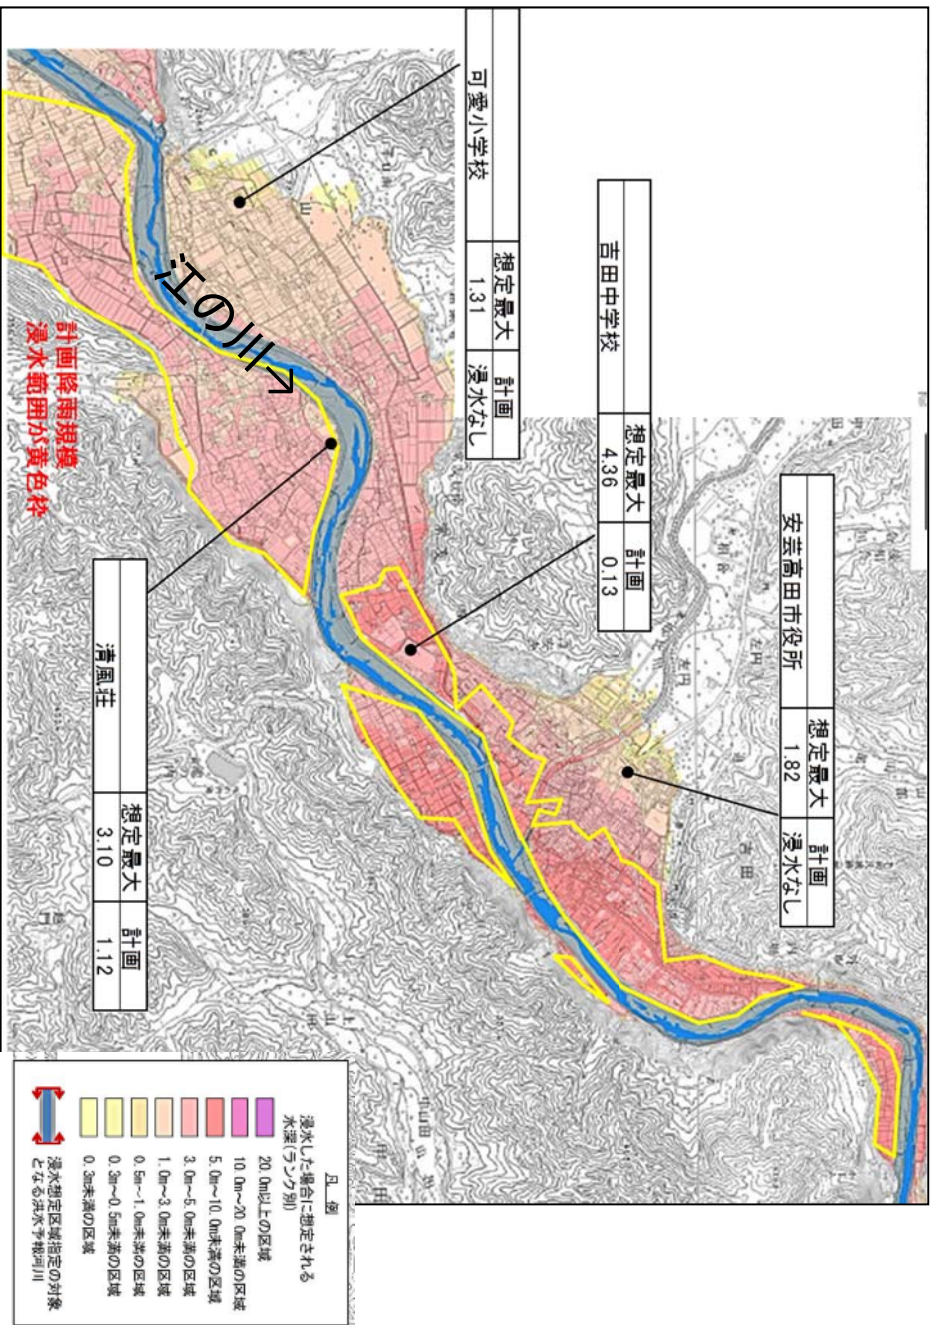 可愛小学校
想定最大 計画
1.31 浸水なし
吉田中学校
想定最大 計画
4.36 0.13
安芸高田市役所
想定最大 計画
1.82 浸水なし
江の川→
計画降雨規模
浸水範囲が黄色枠
清風荘
想定最大 計画
3.10 1.12
吉田
左円
左円
凡 例
浸水した場合に想定される
水深(ランク別)
20.0m以上の区域
10.0m~20.0m未満の区域
5.0m~10.0m未満の区域
3.0m~5.0m未満の区域
1.0m~3.0m未満の区域
0.5m~1.0m未満の区域
0.3m~0.5m未満の区域
0.3m未満の区域
浸水想定区域指定の対象
となる洪水予報河川